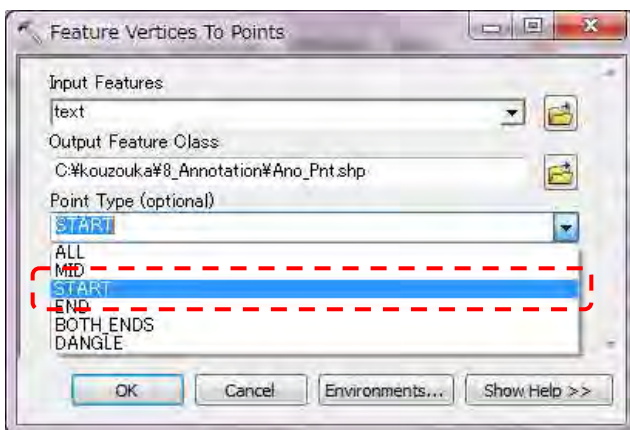 Feature Vertices To Points
Input Features
text
Output Feature Class
C:¥kouzouka¥8_Annotation¥Ano_Pnt.shp
Point Type (optional)
START
ALL
MID
START
END
BOTH_ENDS
DANGLE
OK Cancel Environments... Show Help >>